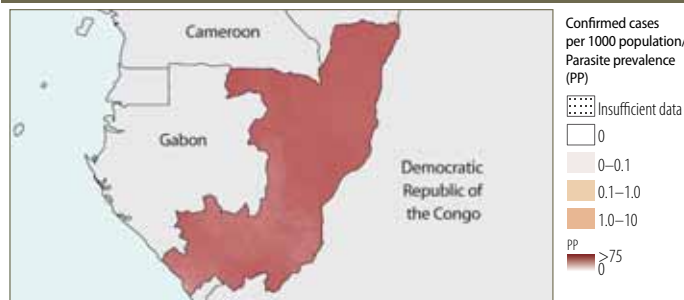 Cameroon
Gabon
Democratic
Republic of
the Congo
Confirmed cases
per 1000 population/
Parasite prevalence
(PP)
Insufficient data
0
0–0.1
0.1–1.0
1.0–10
PP
>75
0